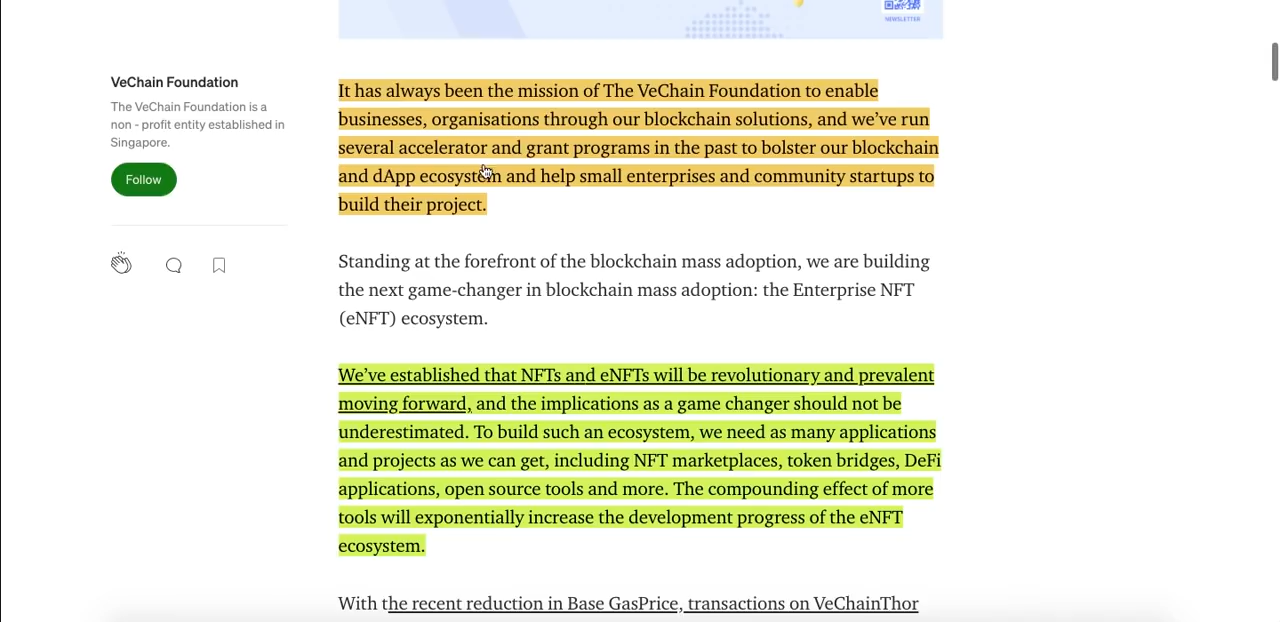 NEWSLETTER
VeChain Foundation
The VeChain Foundation is a
non - profit entity established in
Singapore.
Follow
It has always been the mission of The VeChain Foundation to enable
businesses, organisations through our blockchain solutions, and we’ve run
several accelerator and grant programs in the past to bolster our blockchain
and dApp ecosystem and help small enterprises and community startups to
build their project.
Standing at the forefront of the blockchain mass adoption, we are building
the next game-changer in blockchain mass adoption: the Enterprise NFT
(eNFT) ecosystem.
We’ve established that NFTs and eNFTs will be revolutionary and prevalent
moving forward, and the implications as a game changer should not be
underestimated. To build such an ecosystem, we need as many applications
and projects as we can get, including NFT marketplaces, token bridges, DeFi
applications, open source tools and more. The compounding effect of more
tools will exponentially increase the development progress of the eNFT
ecosystem.
With the recent reduction in Base GasPrice, transactions on VeChainThor